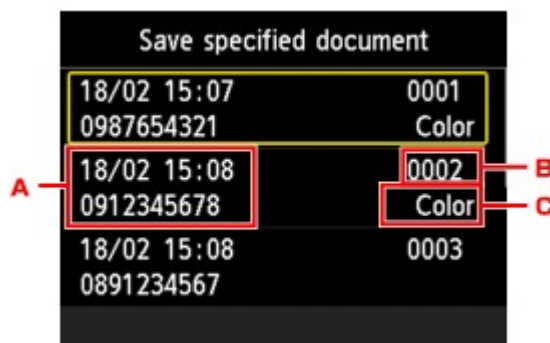 Save specified document
18/02 15:07 0001
0987654321 Color
A 18/02 15:08 0002 B
0912345678 Color C
18/02 15:08 0003
0891234567